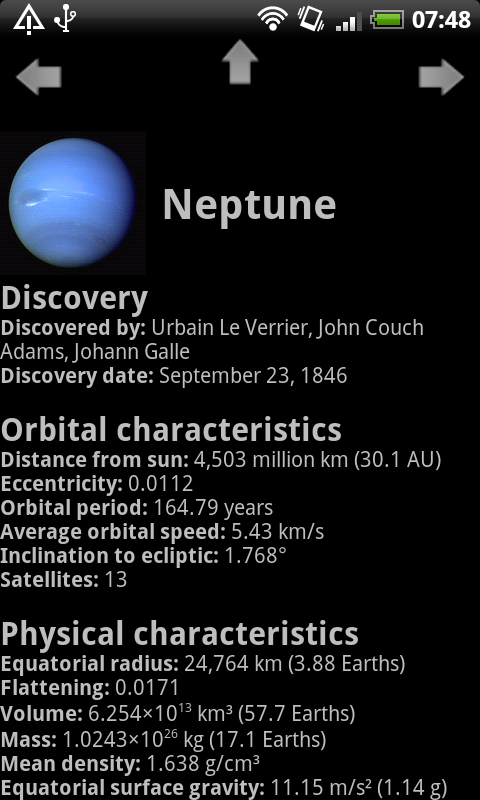 07:48
Neptune
Discovery
Discovered by: Urbain Le Verrier, John Couch
Adams, Johann Galle
Discovery date: September 23, 1846
Orbital characteristics
Distance from sun: 4,503 million km (30.1 AU)
Eccentricity: 0.0112
Orbital period: 164.79 years
Average orbital speed: 5.43 km/s
Inclination to ecliptic: 1.768°
Satellites: 13
Physical characteristics
Equatorial radius: 24,764 km (3.88 Earths)
Flattening: 0.0171
Volume: 6.254×10¹³ km³ (57.7 Earths)
Mass: 1.0243×10²⁶ kg (17.1 Earths)
Mean density: 1.638 g/cm³
Equatorial surface gravity: 11.15 m/s² (1.14 g)